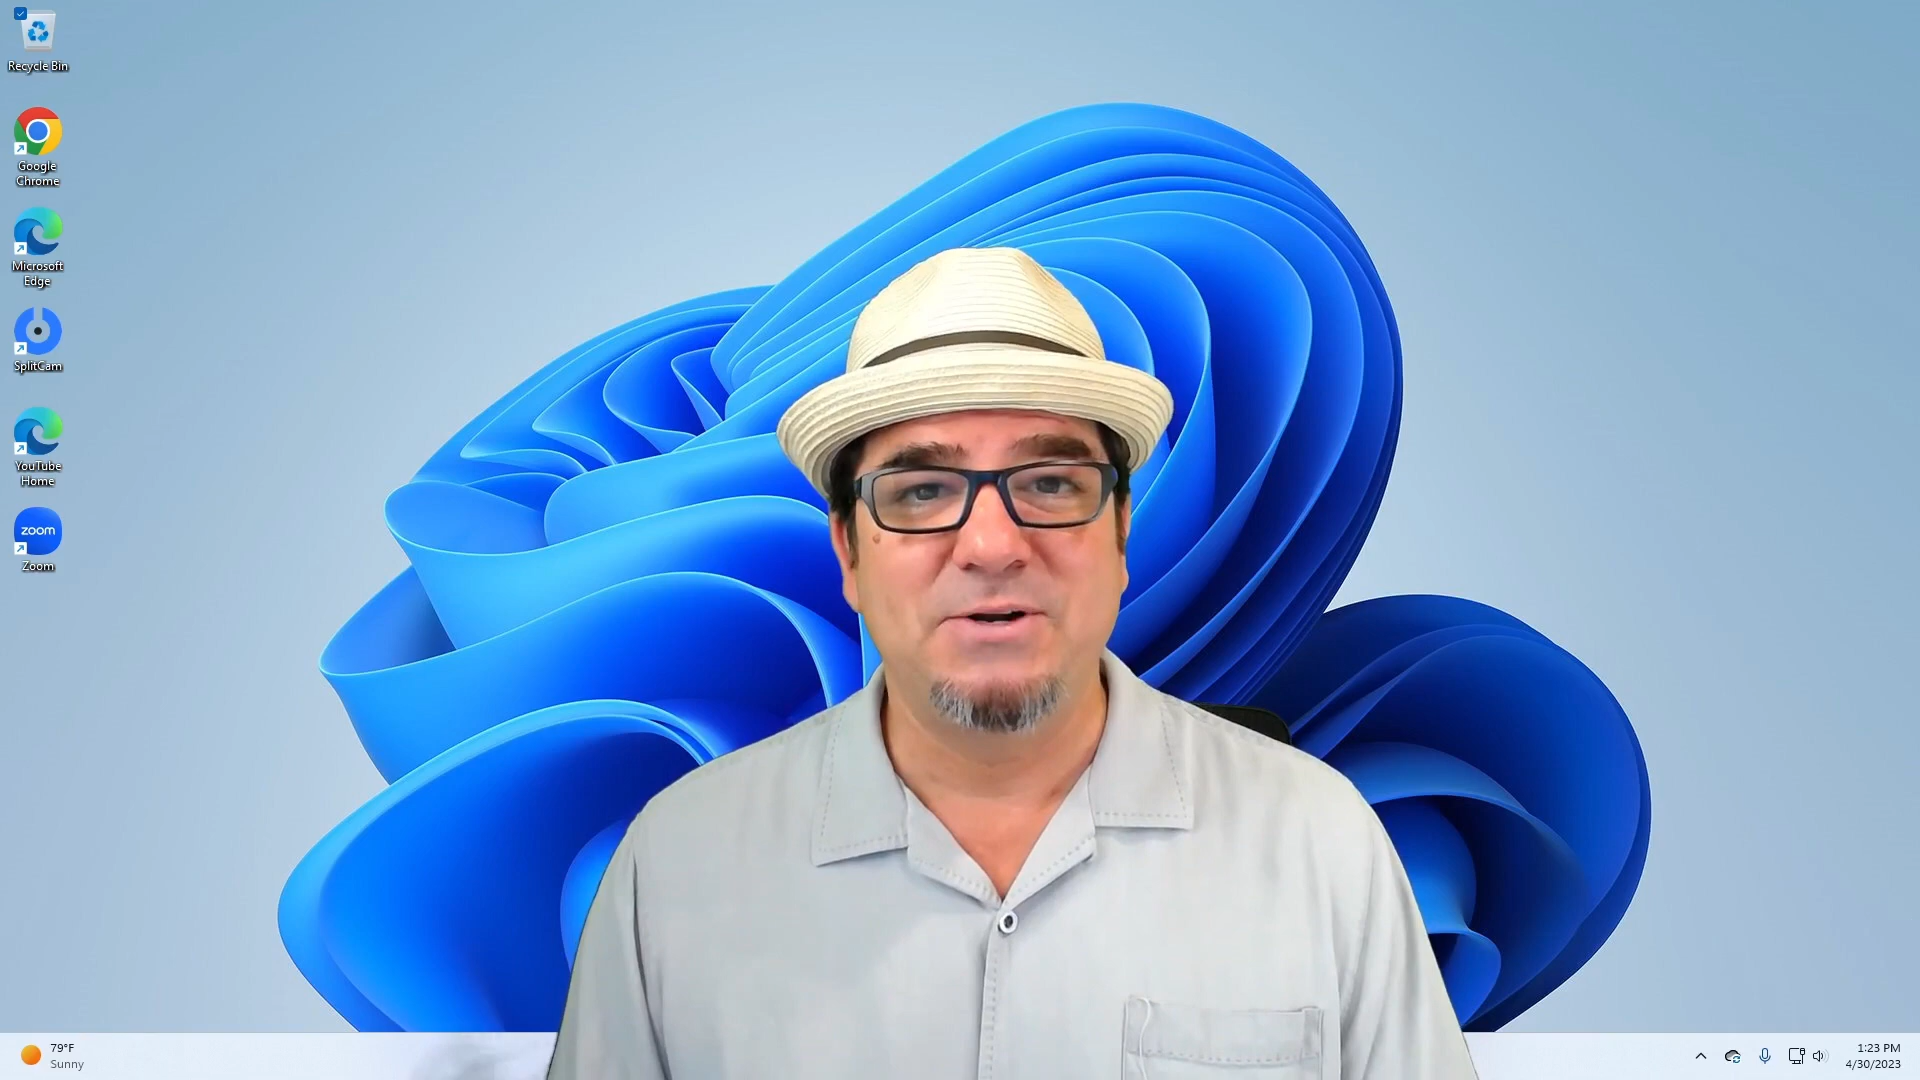 Recycle Bin
Google
Chrome
Microsoft
Edge
SplitCam
YouTube
Home
zoom
Zoom
79°F
Sunny
1:23 PM
4/30/2023